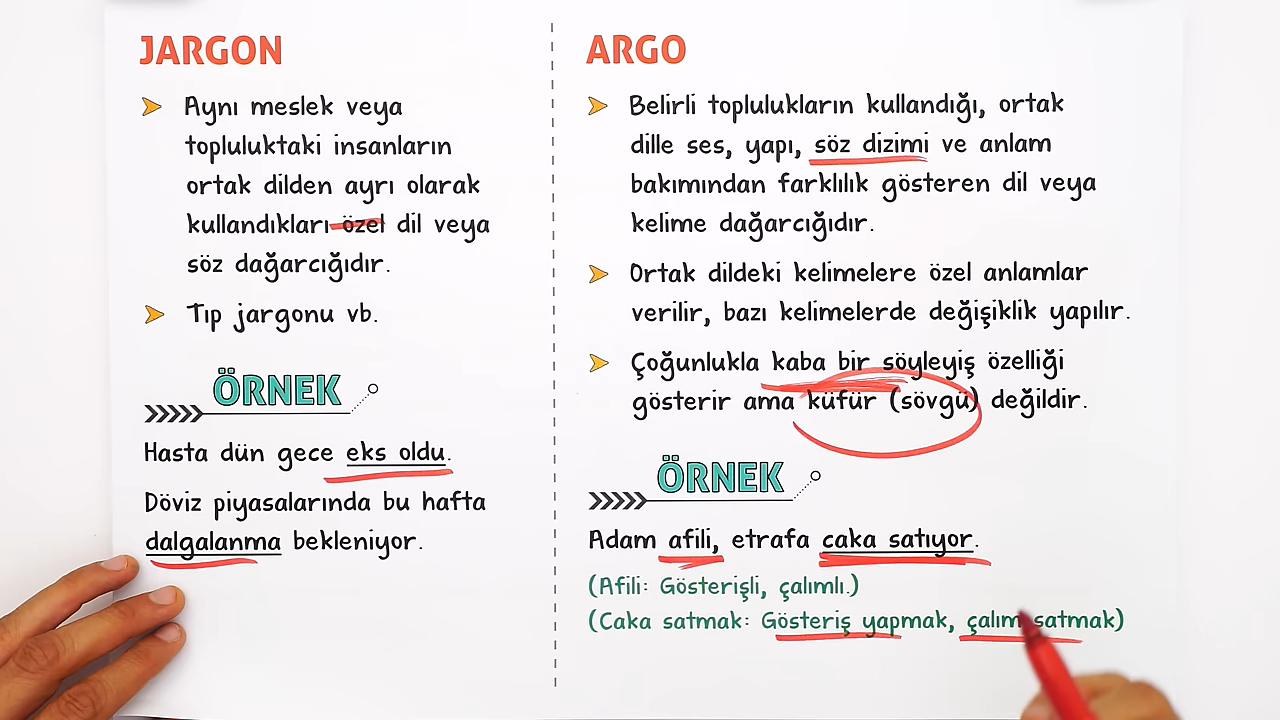 JARGON
Aynı meslek veya
topluluktaki insanların
ortak dilden ayrı olarak
kullandıkları özel dil veya
söz dağarcığıdır.
Tıp jargonu vb.
ÖRNEK
Hasta dün gece eks oldu.
Döviz piyasalarında bu hafta
dalgalanma bekleniyor.
ARGO
Belirli toplulukların kullandığı, ortak
dille ses, yapı, söz dizimi ve anlam
bakımından farklılık gösteren dil veya
kelime dağarcığıdır.
Ortak dildeki kelimelere özel anlamlar
verilir, bazı kelimelerde değişiklik yapılır.
Çoğunlukla kaba bir söyleyiş özelliği
gösterir ama küfür (sövgü) değildir.
ÖRNEK
Adam afili, etrafa caka satıyor.
(Afili: Gösterişli, çalımlı.)
(Caka satmak: Gösteriş yapmak, çalım satmak)